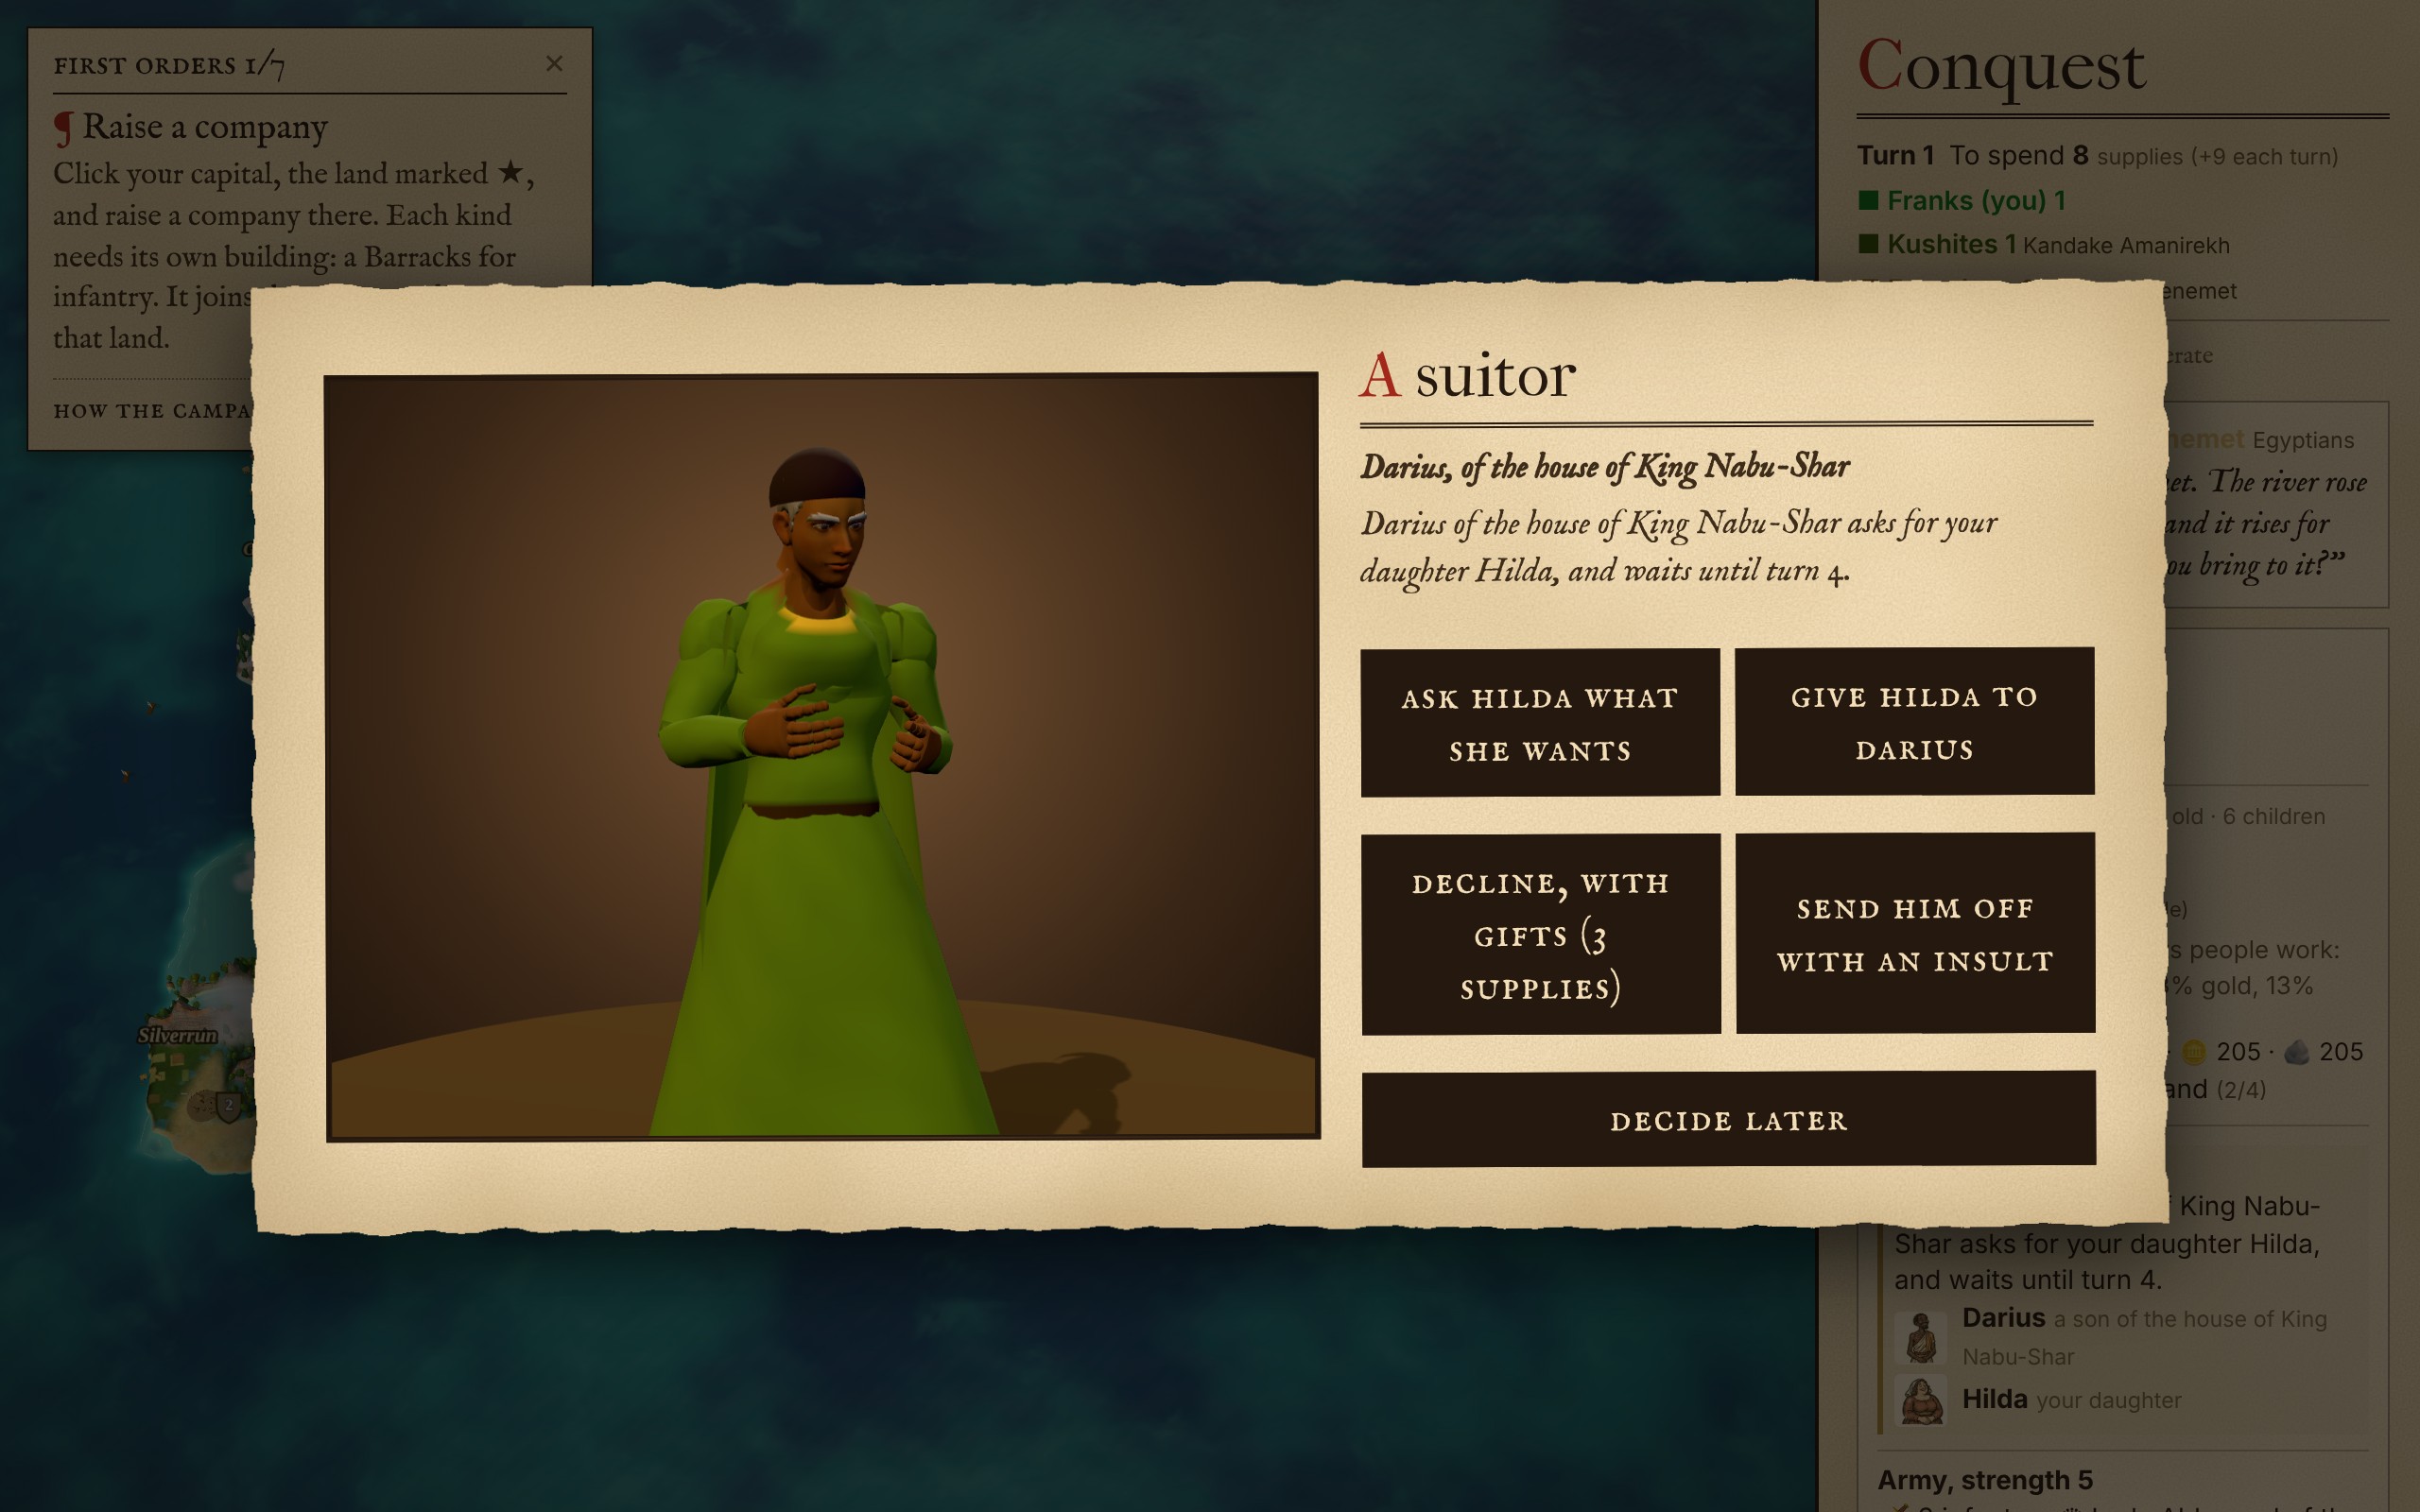 FIRST ORDERS 1/7
×
¶ Raise a company
Click your capital, the land marked ★,
and raise a company there. Each kind
needs its own building: a Barracks for
infantry. It joins
that land.
HOW THE
A suitor
Darius, of the house of King Nabu-Shar
Darius of the house of King Nabu-Shar asks for your
daughter Hilda, and waits until turn 4.
ASK HILDA WHAT
SHE WANTS
GIVE HILDA TO
DARIUS
DECLINE, WITH
GIFTS (3
SUPPLIES)
SEND HIM OFF
WITH AN INSULT
DECIDE LATER
Silverrun
2
Conquest
Turn 1 To spend 8 supplies (+9 each turn)
Franks (you) 1
Kushites 1 Kandake Amanirekh
Egyptians
The river rose
and it rises for
bring to it?”
old · 6 children
people work:
% gold, 13%
205 · 205
(2/4)
King Nabu-
Shar asks for your daughter Hilda,
and waits until turn 4.
Darius a son of the house of King
Nabu-Shar
Hilda your daughter
Army, strength 5